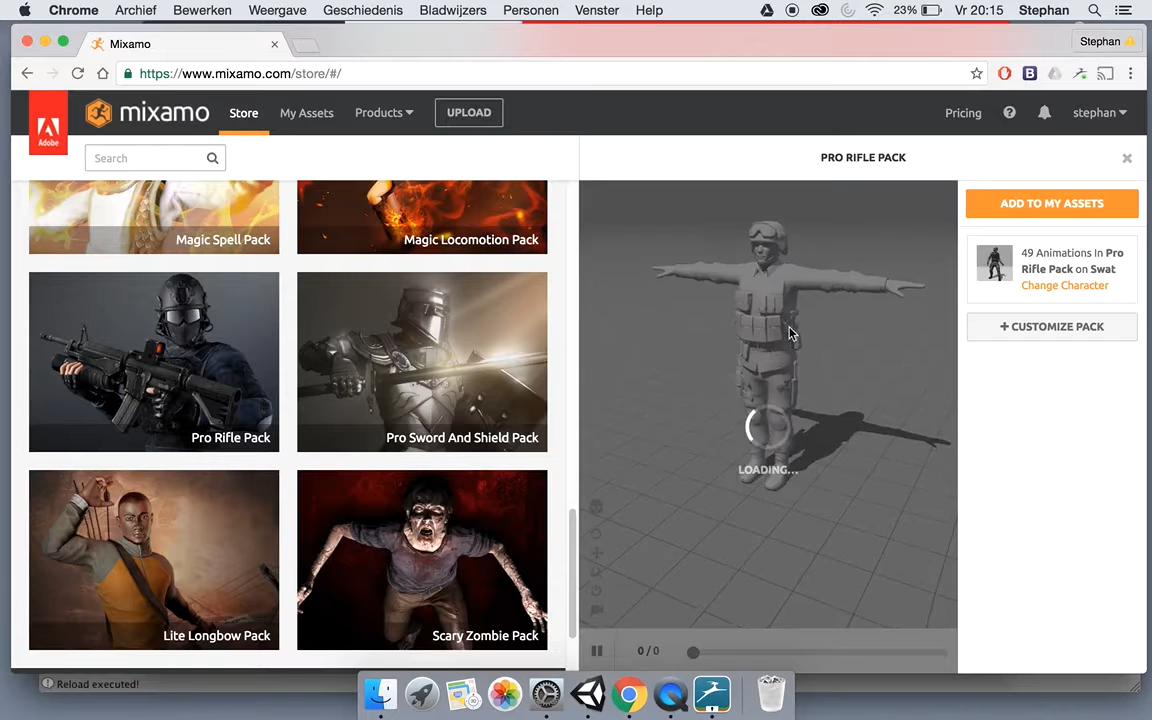 Chrome Archief Bewerken Weergave Geschiedenis Bladwijzers Personen Venster Help 23% Vr 20:15 Stephan
Mixamo
Stephan
https://www.mixamo.com/store/#/
Adobe
mixamo Store My Assets Products UPLOAD Pricing stephan
Search
PRO RIFLE PACK
ADD TO MY ASSETS
Magic Spell Pack
Magic Locomotion Pack
49 Animations In Pro
Rifle Pack on Swat
Change Character
+ CUSTOMIZE PACK
Pro Rifle Pack
Pro Sword And Shield Pack
LOADING...
Lite Longbow Pack
Scary Zombie Pack
0 / 0
Reload executed!